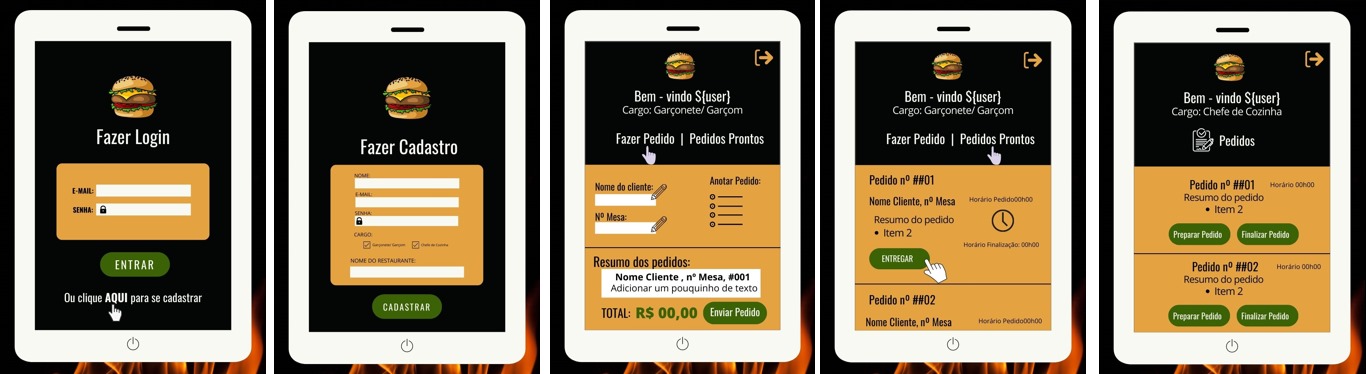 Fazer Login
E-MAIL:
SENHA:
ENTRAR
Ou clique AQUI para se cadastrar
Fazer Cadastro
NOME:
E-MAIL:
SENHA:
CARGO:
Garçonete/ Garçom
Chefe de Cozinha
NOME DO RESTAURANTE:
CADASTRAR
Bem - vindo ${user}
Cargo: Garçonete/ Garçom
Fazer Pedido | Pedidos Prontos
Nome do cliente:
Anotar Pedido:
Nº Mesa:
Resumo dos pedidos:
Nome Cliente , nº Mesa, #001
Adicionar um pouquinho de texto
TOTAL: R$ 00,00
Enviar Pedido
Bem - vindo ${user}
Cargo: Garçonete/ Garçom
Fazer Pedido | Pedidos Prontos
Pedido nº ##01
Nome Cliente, nº Mesa
Horário Pedido00h00
Resumo do pedido
• Item 2
Horário Finalização: 00h00
ENTREGAR
Pedido nº ##02
Nome Cliente, nº Mesa
Horário Pedido00h00
Bem - vindo ${user}
Cargo: Chefe de Cozinha
Pedidos
Pedido nº ##01
Horário 00h00
Resumo do pedido
• Item 2
Preparar Pedido
Finalizar Pedido
Pedido nº ##02
Horário 00h00
Resumo do pedido
• Item 2
Preparar Pedido
Finalizar Pedido